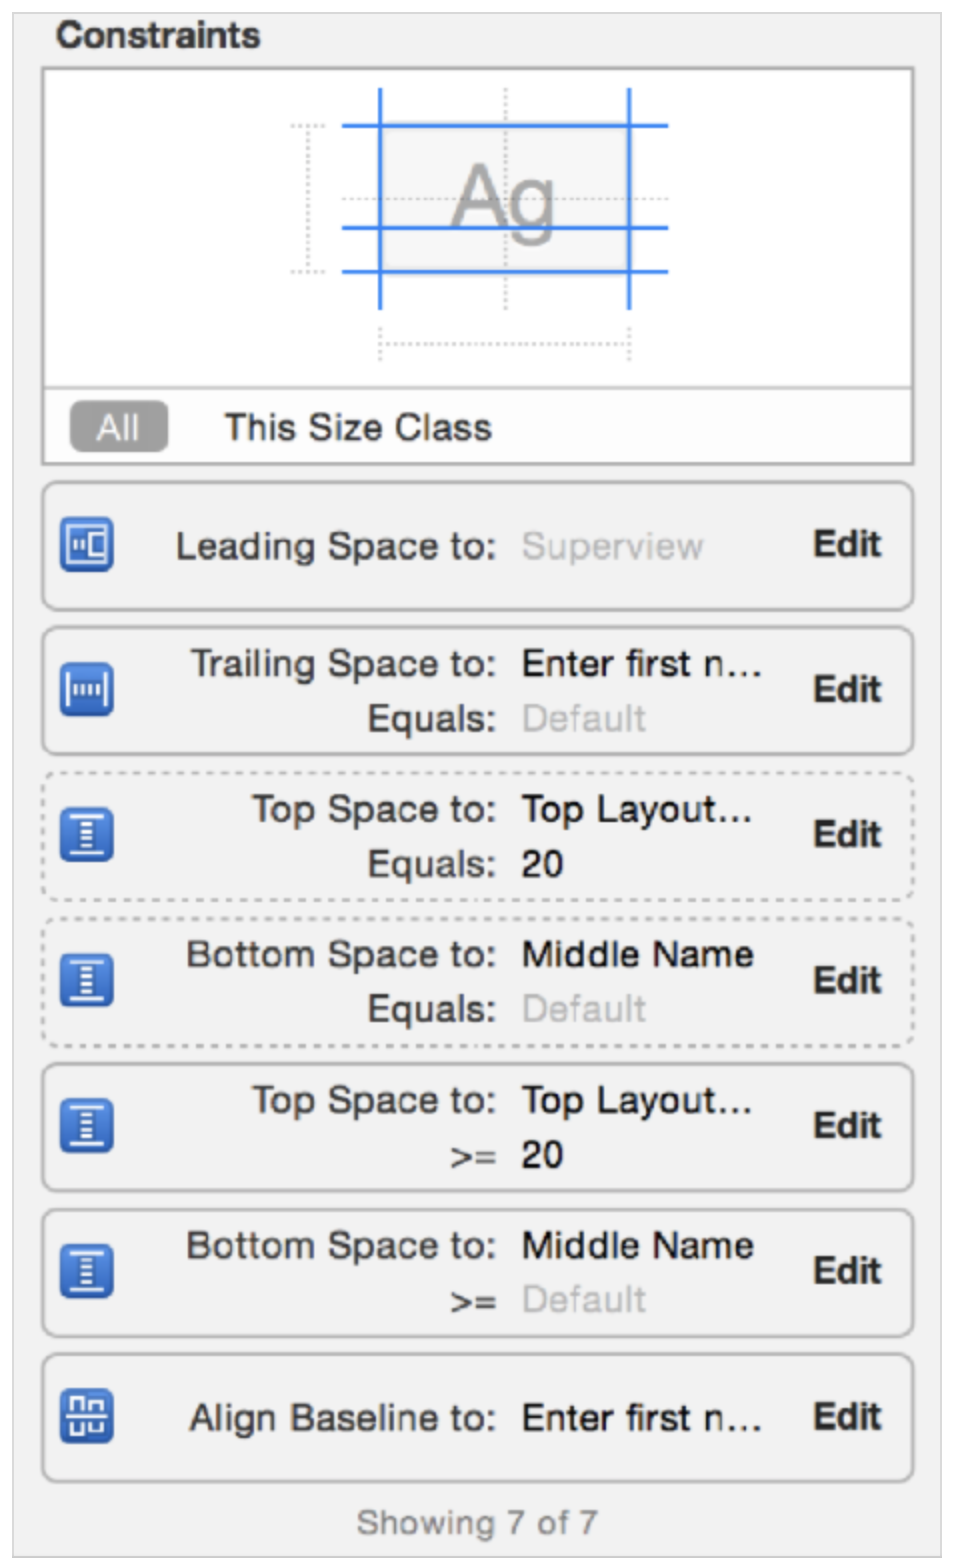 Constraints
Ag
All This Size Class
Leading Space to: Superview Edit
Trailing Space to: Enter first n... Edit
Equals: Default
Top Space to: Top Layout... Edit
Equals: 20
Bottom Space to: Middle Name Edit
Equals: Default
Top Space to: Top Layout... Edit
>= 20
Bottom Space to: Middle Name Edit
>= Default
Align Baseline to: Enter first n... Edit
Showing 7 of 7